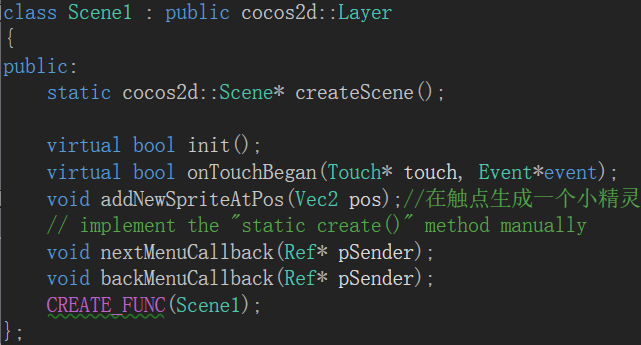 class Scene1 : public cocos2d::Layer
{
public:
    static cocos2d::Scene* createScene();

    virtual bool init();
    virtual bool onTouchBegan(Touch* touch, Event*event);
    void addNewSpriteAtPos(Vec2 pos);//在触点生成一个小精灵
    // implement the "static create()" method manually
    void nextMenuCallback(Ref* pSender);
    void backMenuCallback(Ref* pSender);
    CREATE_FUNC(Scene1);
};